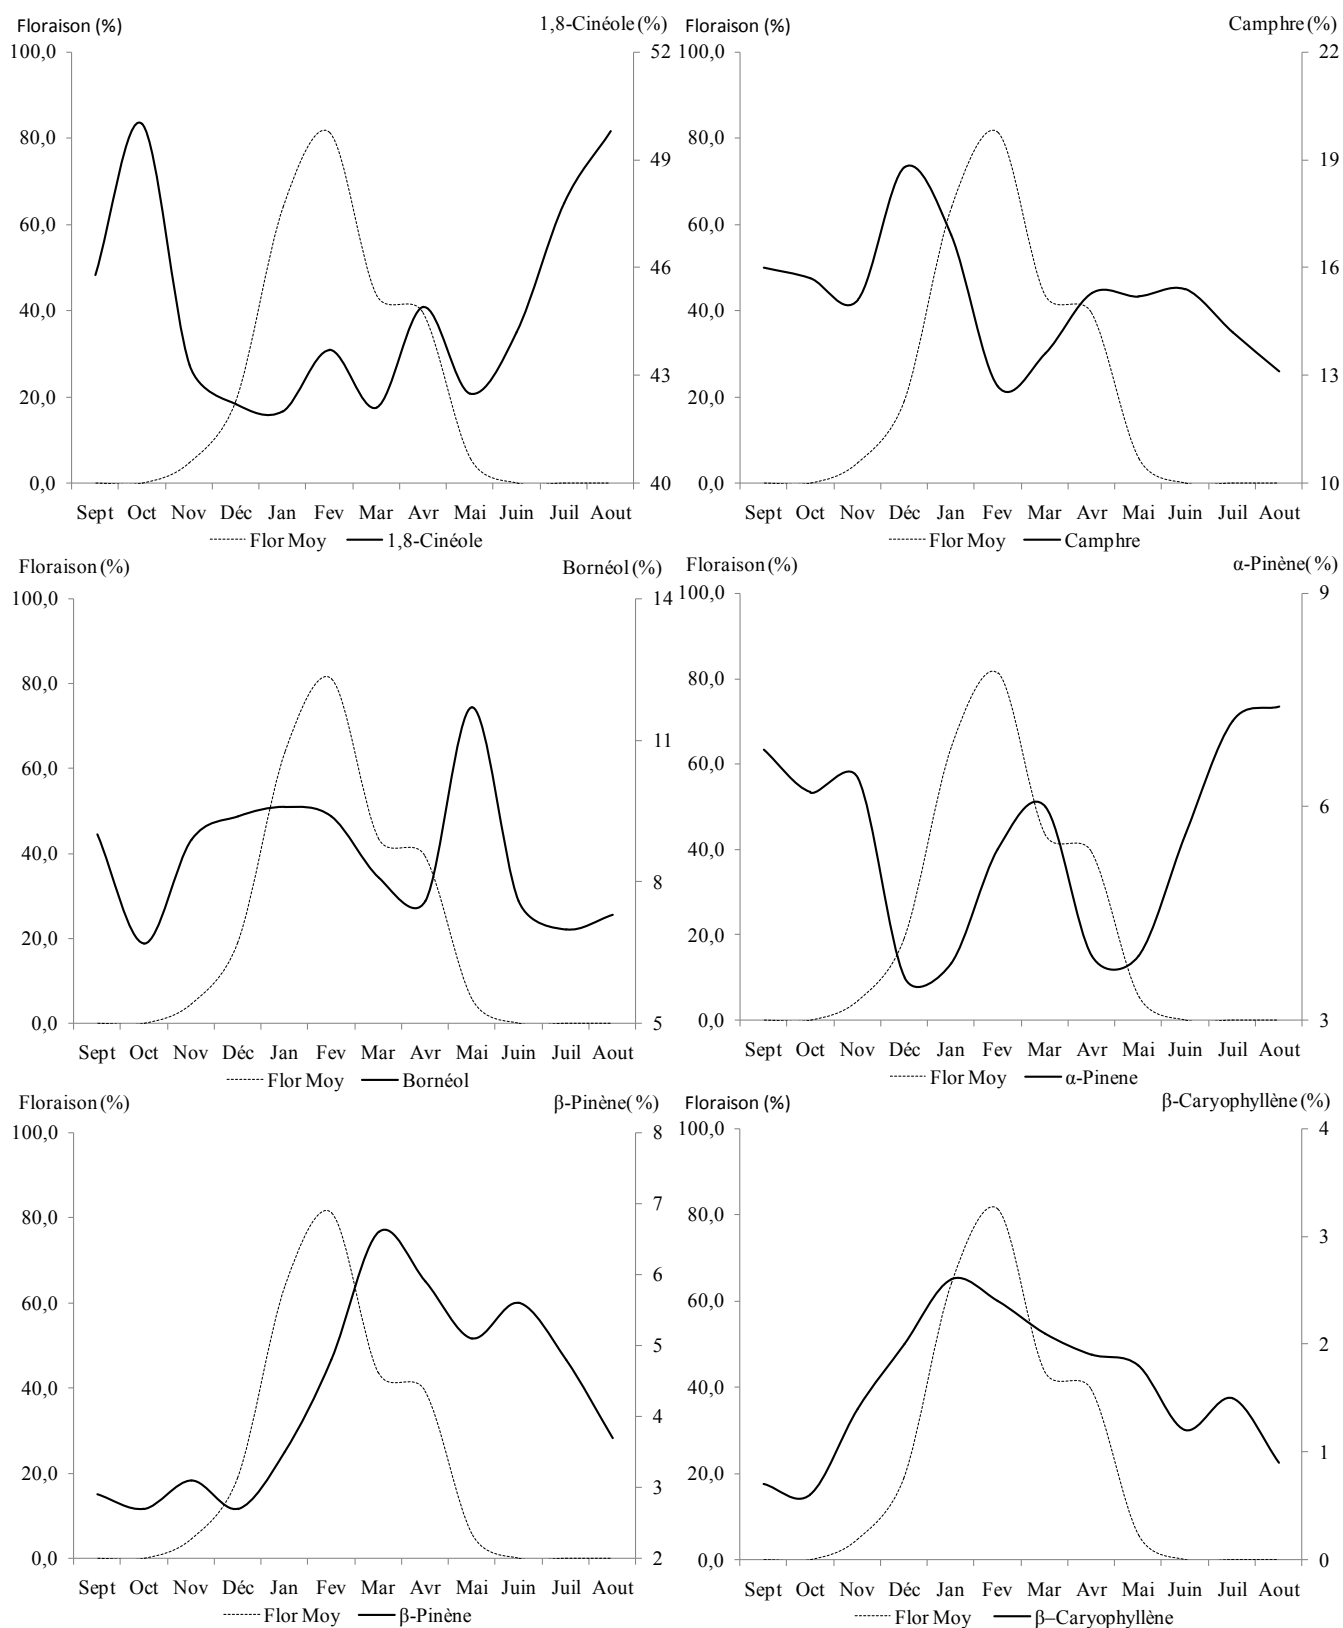 Floraison (%) 1,8-Cinéole (%)
100,0 52
80,0 49
60,0 46
40,0 43
20,0
0,0 40
Sept Oct Nov Déc Jan Fev Mar Avr Mai Juin Juil Aout
Flor Moy 1,8-Cinéole
Floraison (%) Camphre (%)
100,0 22
80,0 19
60,0 16
40,0 13
20,0
0,0 10
Sept Oct Nov Déc Jan Fev Mar Avr Mai Juin Juil Aout
Flor Moy Camphre
Floraison (%) Bornéol (%)
100,0 14
80,0 11
60,0
40,0 8
20,0
0,0 5
Sept Oct Nov Déc Jan Fev Mar Avr Mai Juin Juil Aout
Flor Moy Bornéol
Floraison (%) α-Pinène( %)
100,0 9
80,0
60,0 6
40,0
20,0
0,0 3
Sept Oct Nov Déc Jan Fev Mar Avr Mai Juin Juil Aout
Flor Moy α-Pinene
Floraison (%) β-Pinène( %)
100,0 8
80,0 7
60,0 6
5
40,0 4
20,0 3
0,0 2
Sept Oct Nov Déc Jan Fev Mar Avr Mai Juin Juil Aout
Flor Moy β-Pinène
Floraison (%) β-Caryophyllène (%)
100,0 4
80,0 3
60,0
40,0 2
20,0 1
0,0 0
Sept Oct Nov Déc Jan Fev Mar Avr Mai Juin Juil Aout
Flor Moy β–Caryophyllène